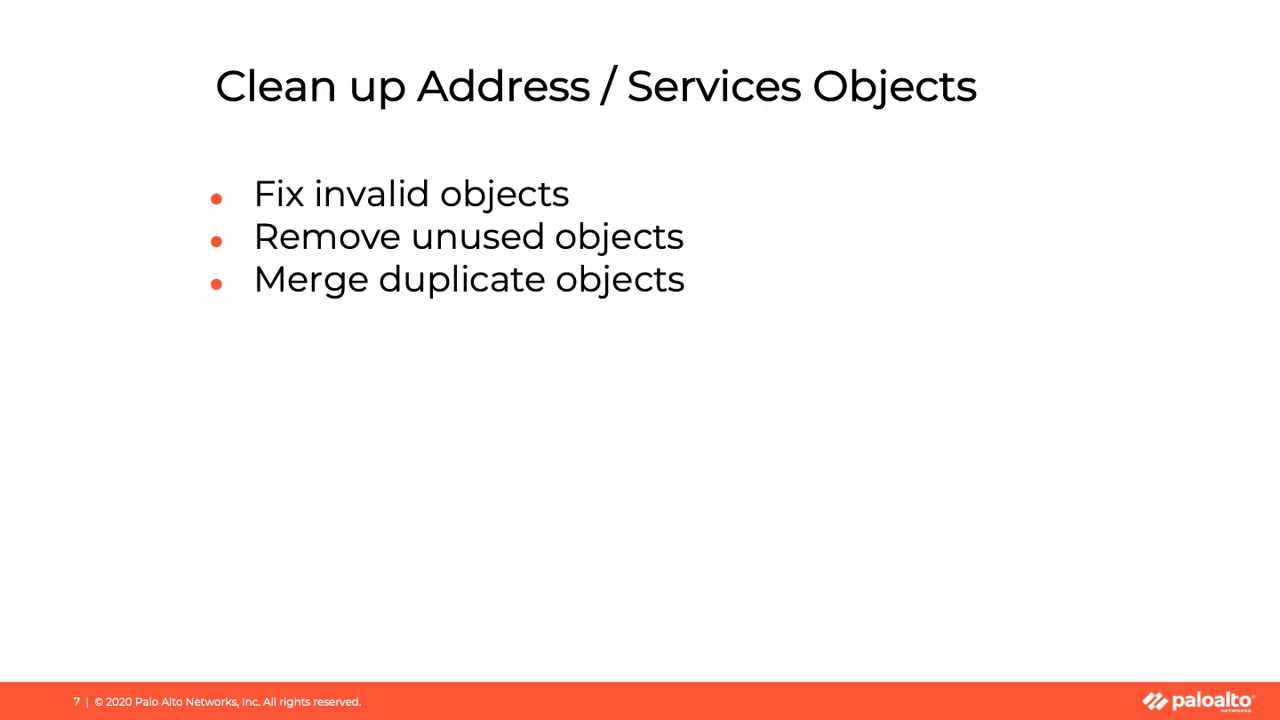 Clean up Address / Services Objects
• Fix invalid objects
• Remove unused objects
• Merge duplicate objects
7 | © 2020 Palo Alto Networks, Inc. All rights reserved.
paloalto
NETWORKS